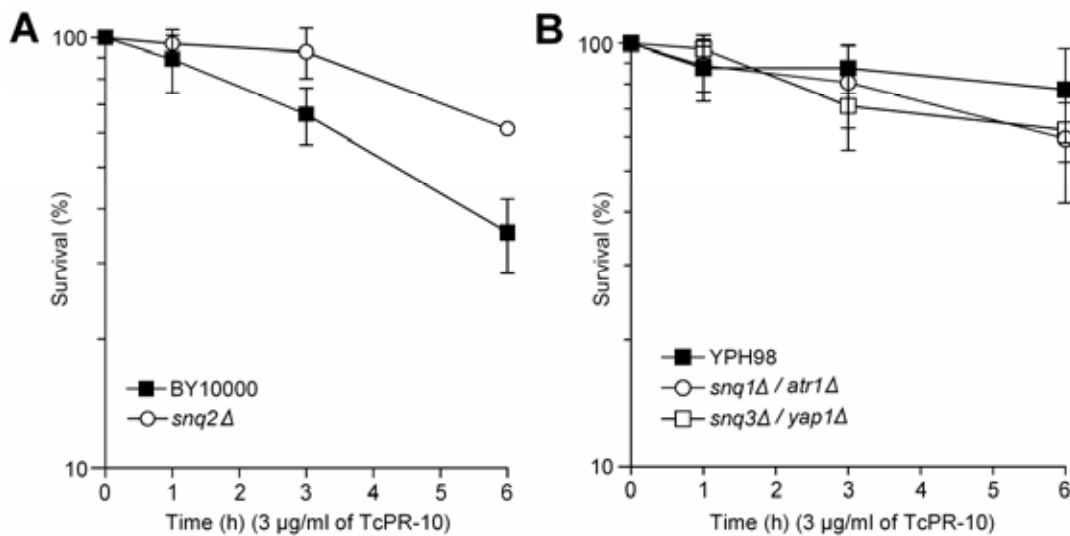 A
100
10
Survival (%)
0 1 2 3 4 5 6
Time (h) (3 µg/ml of TcPR-10)
BY10000
snq2Δ
B
100
10
Survival (%)
0 1 2 3 4 5 6
Time (h) (3 µg/ml of TcPR-10)
YPH98
snq1Δ / atr1Δ
snq3Δ / yap1Δ